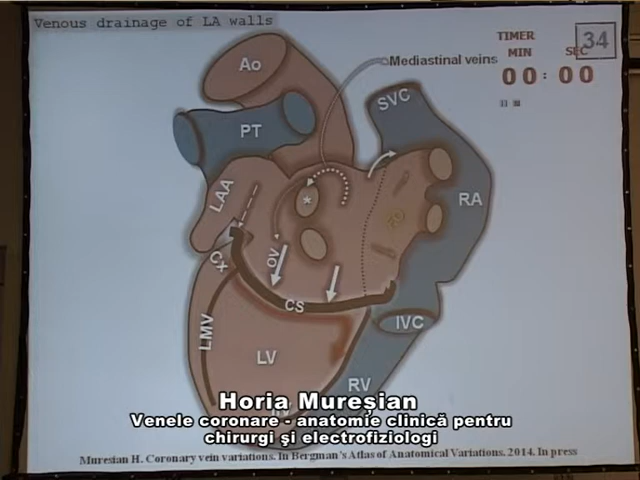 Venous drainage of LA walls
34
TIMER
MIN SEC
00:00
Mediastinal veins
Ao
SVC
PT
LAA
RA
*
OV
CX
CS
LMV
IVC
LV
RV
Horia Mureșian
Venele coronare - anatomie clinică pentru
chirurgi și electrofiziologi
Muresian H. Coronary vein variations. In Bergman's Atlas of Anatomical Variations. 2014. In press